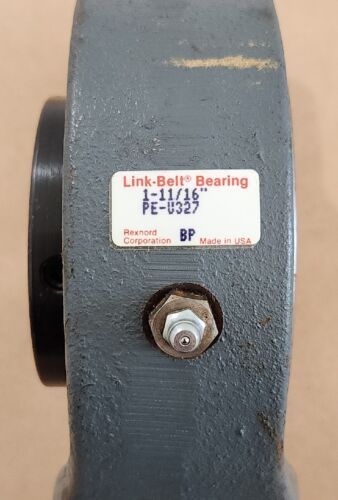 Link-Belt® Bearing
1-11/16"
PE-U327
Rexnord
Corporation BP Made in USA